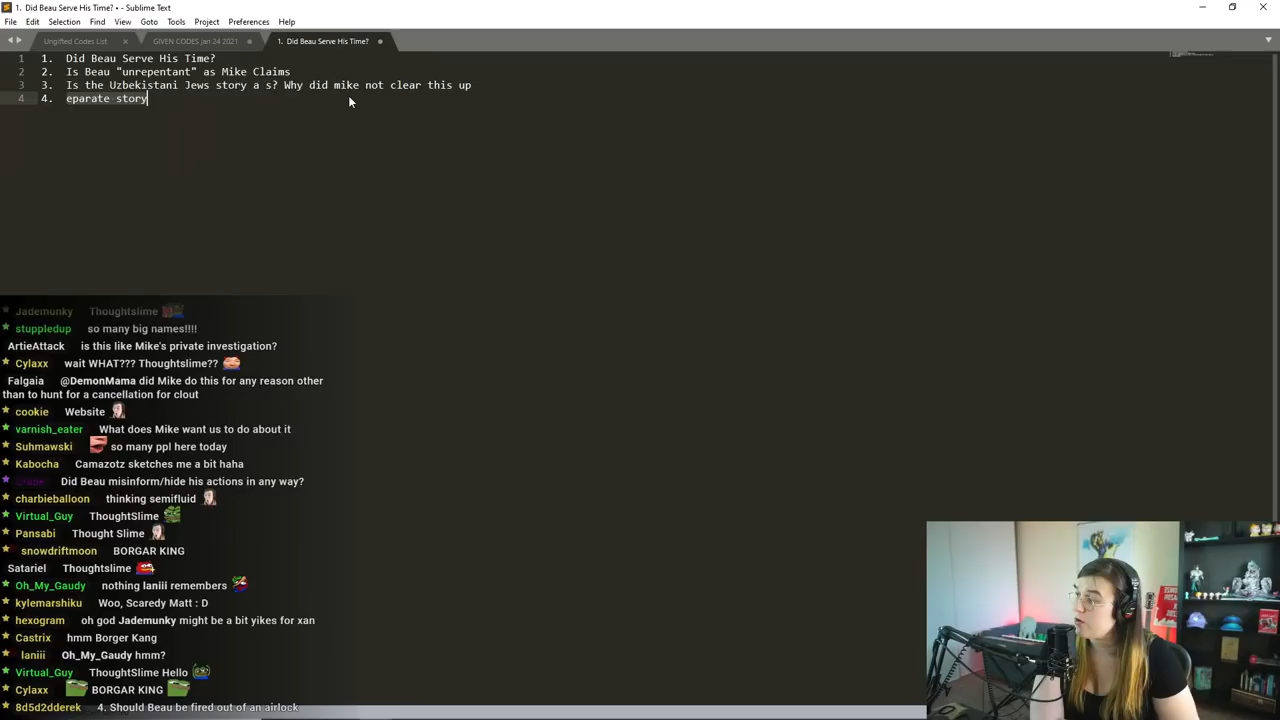 1. Did Beau Serve His Time? • - Sublime Text
File Edit Selection Find View Goto Tools Project Preferences Help
Ungifted Codes List × GIVEN CODES jan 24 2021 1. Did Beau Serve His Time?
1 1. Did Beau Serve His Time?
2 2. Is Beau "unrepentant" as Mike Claims
3 3. Is the Uzbekistani Jews story a s? Why did mike not clear this up
4 4. eparate story
Jademunky Thoughtslime
stuppledup so many big names!!!!
ArtieAttack is this like Mike's private investigation?
Cylaxx wait WHAT??? Thoughtslime??
Falgaia @DemonMama did Mike do this for any reason other
than to hunt for a cancellation for clout
cookie Website
varnish_eater What does Mike want us to do about it
Suhmawski so many ppl here today
Kabocha Camazotz sketches me a bit haha
Did Beau misinform/hide his actions in any way?
charbieballoon thinking semifluid
Virtual_Guy ThoughtSlime
Pansabi Thought Slime
snowdriftmoon BORGAR KING
Satariel Thoughtslime
Oh_My_Gaudy nothing laniii remembers
kylemarshiku Woo, Scaredy Matt : D
hexogram oh god Jademunky might be a bit yikes for xan
Castrix hmm Borger Kang
laniii Oh_My_Gaudy hmm?
Virtual_Guy ThoughtSlime Hello
Cylaxx BORGAR KING
8d5d2dderek 4. Should Beau be fired out of an airlock